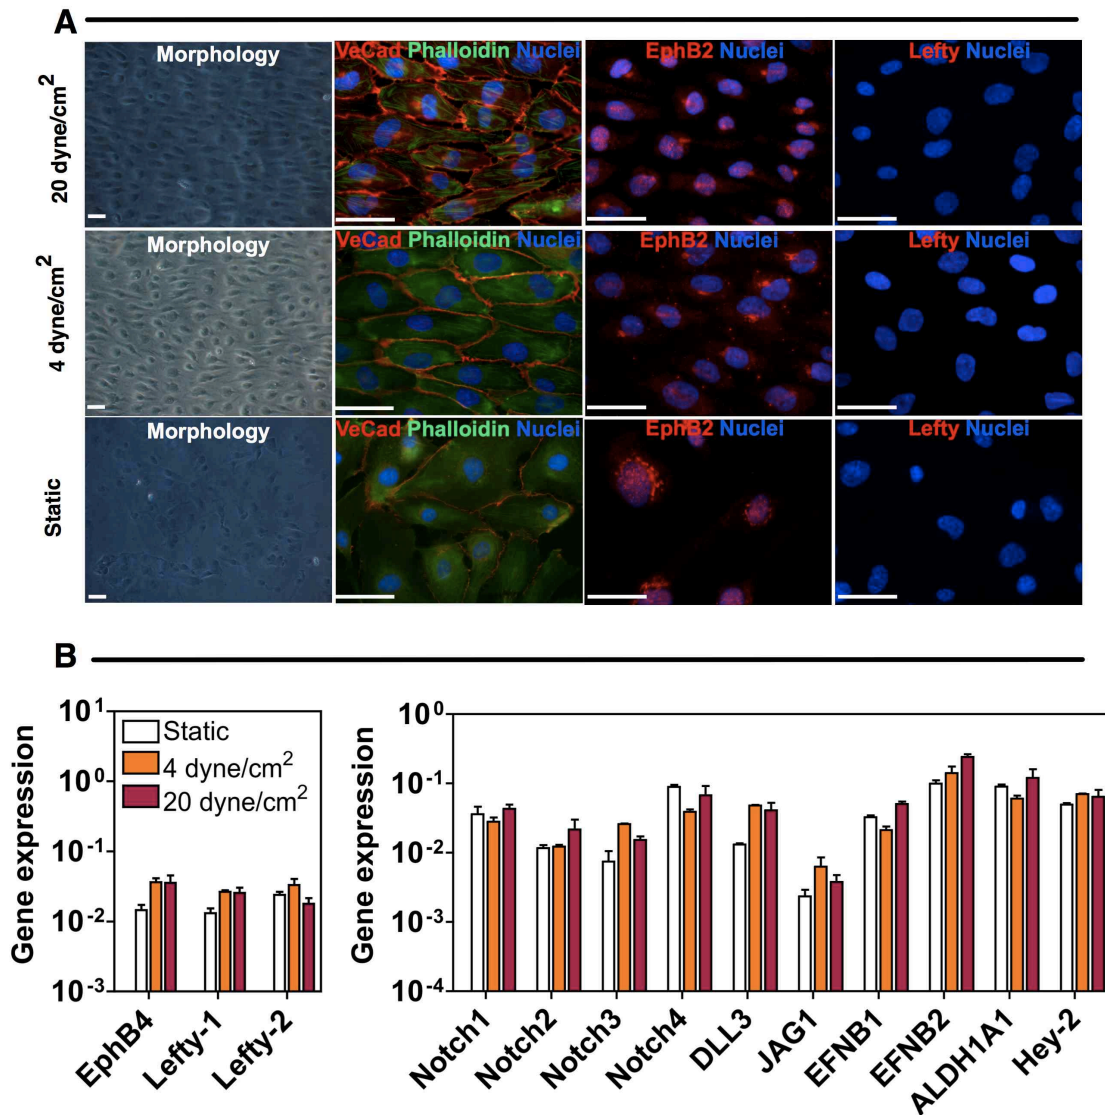 A
20 dyne/cm²
Morphology
VeCad Phalloidin Nuclei
EphB2 Nuclei
Lefty Nuclei
4 dyne/cm²
Morphology
VeCad Phalloidin Nuclei
EphB2 Nuclei
Lefty Nuclei
Static
Morphology
VeCad Phalloidin Nuclei
EphB2 Nuclei
Lefty Nuclei
B
Gene expression
10¹
10⁰
10⁻¹
10⁻²
10⁻³
Static
4 dyne/cm²
20 dyne/cm²
EphB4
Lefty-1
Lefty-2
Gene expression
10⁰
10⁻¹
10⁻²
10⁻³
10⁻⁴
Notch1
Notch2
Notch3
Notch4
DLL3
JAG1
EFNB1
EFNB2
ALDH1A1
Hey-2